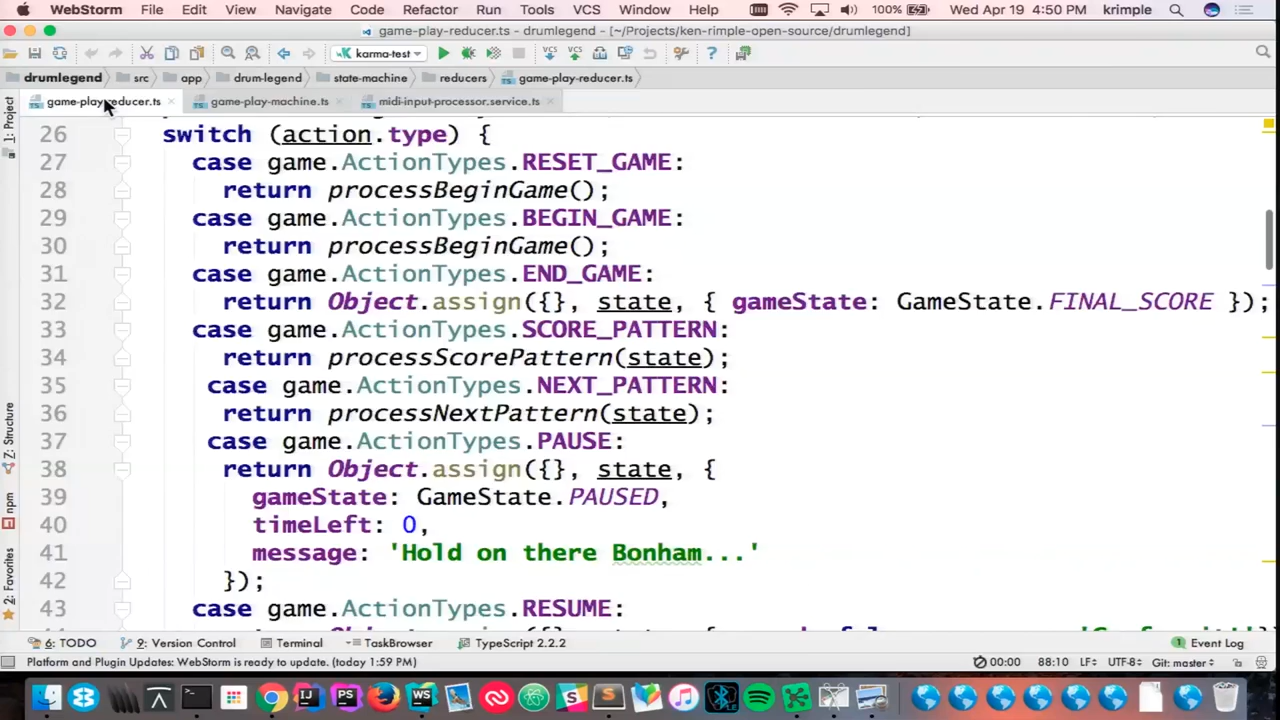 WebStorm File Edit View Navigate Code Refactor Run Tools VCS Window Help 100% Wed Apr 19 4:50 PM krimple
game-play-reducer.ts - drumlegend - [~/Projects/ken-rimple-open-source/drumlegend]
karma-test
drumlegend src app drum-legend state-machine reducers game-play-reducer.ts
game-play-reducer.ts game-play-machine.ts midi-input-processor.service.ts
1: Project
Z: Structure
npm
2: Favorites
26 switch (action.type) {
27 case game.ActionTypes.RESET_GAME:
28 return processBeginGame();
29 case game.ActionTypes.BEGIN_GAME:
30 return processBeginGame();
31 case game.ActionTypes.END_GAME:
32 return Object.assign({}, state, { gameState: GameState.FINAL_SCORE });
33 case game.ActionTypes.SCORE_PATTERN:
34 return processScorePattern(state);
35 case game.ActionTypes.NEXT_PATTERN:
36 return processNextPattern(state);
37 case game.ActionTypes.PAUSE:
38 return Object.assign({}, state, {
39 gameState: GameState.PAUSED,
40 timeLeft: 0,
41 message: 'Hold on there Bonham...'
42 });
43 case game.ActionTypes.RESUME:
6: TODO 9: Version Control Terminal TaskBrowser TypeScript 2.2.2 1 Event Log
Platform and Plugin Updates: WebStorm is ready to update. (today 1:59 PM) 00:00 88:10 LF UTF-8 Git: master